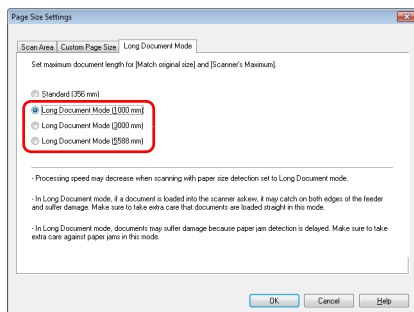 Page Size Settings
Scan Area Custom Page Size Long Document Mode
Set maximum document length for [Match original size] and [Scanner's Maximum].
Standard (356 mm)
Long Document Mode (1000 mm)
Long Document Mode (3000 mm)
Long Document Mode (5588 mm)
- Processing speed may decrease when scanning with paper size detection set to Long Document mode.
- In Long Document mode, if a document is loaded into the scanner askew, it may catch on both edges of the feeder
and suffer damage. Make sure to take extra care that documents are loaded straight in this mode.
- In Long Document mode, documents may suffer damage because paper jam detection is delayed. Make sure to take
extra care against paper jams in this mode.
OK Cancel Help